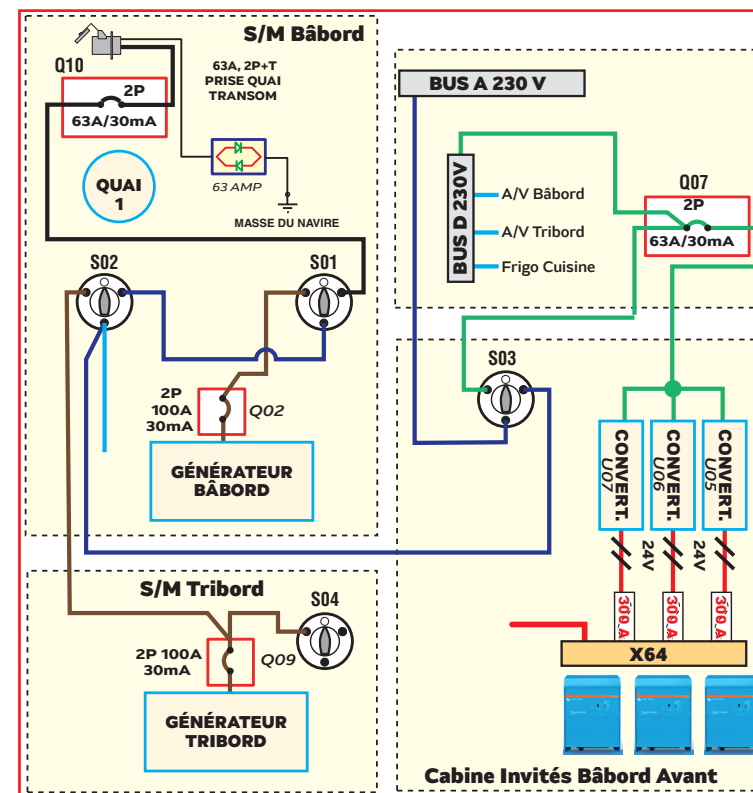 S/M Bâbord
Q10
2P
63A/30mA
63A, 2P+T
PRISE QUAI
TRANSOM
QUAI
1
63 AMP
MASSE DU NAVIRE
S02
S01
2P
100A
30mA
Q02
GÉNÉRATEUR
BÂBORD
S/M Tribord
S04
2P 100A
30mA
Q09
GÉNÉRATEUR
TRIBORD
BUS A 230 V
BUS D 230V
A/V Bâbord
A/V Tribord
Frigo Cuisine
Q07
2P
63A/30mA
S03
CONVERT.
U07
CONVERT.
U06
CONVERT.
U05
24V
24V
300 A
300 A
300 A
X64
Cabine Invités Bâbord Avant